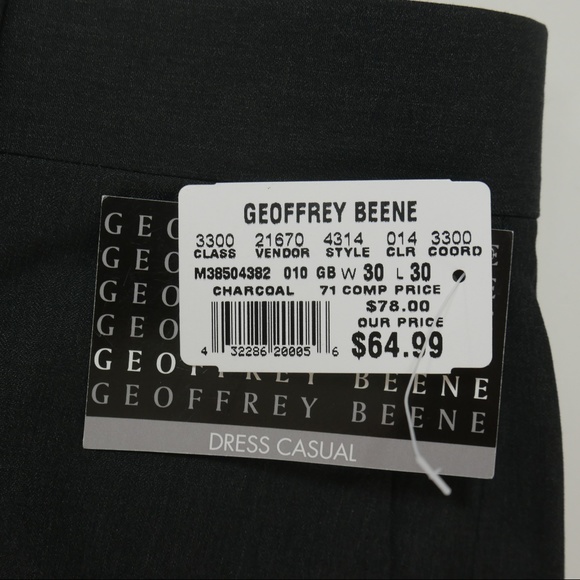 GEOFFREY BEENE
3300 21670 4314 014 3300
CLASS VENDOR STYLE CLR COORD
M38504382 010 GB W 30 L 30
CHARCOAL 71 COMP PRICE
$78.00
OUR PRICE
$64.99
4 32286 20005 6
GEO
GEO
GEO
GEO
GEO FREY BEENE
GEOFFREY BEENE
DRESS CASUAL